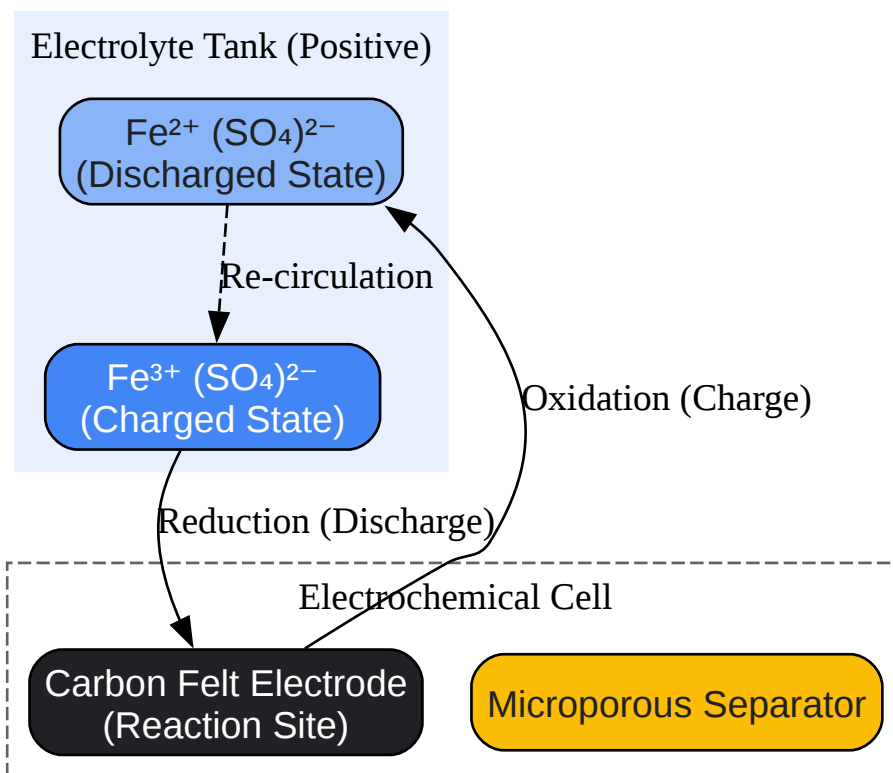 Electrolyte Tank (Positive)
Fe²⁺ (SO₄)²⁻
(Discharged State)
Re-circulation
Fe³⁺ (SO₄)²⁻
(Charged State)
Oxidation (Charge)
Reduction (Discharge)
Electrochemical Cell
Carbon Felt Electrode
(Reaction Site)
Microporous Separator